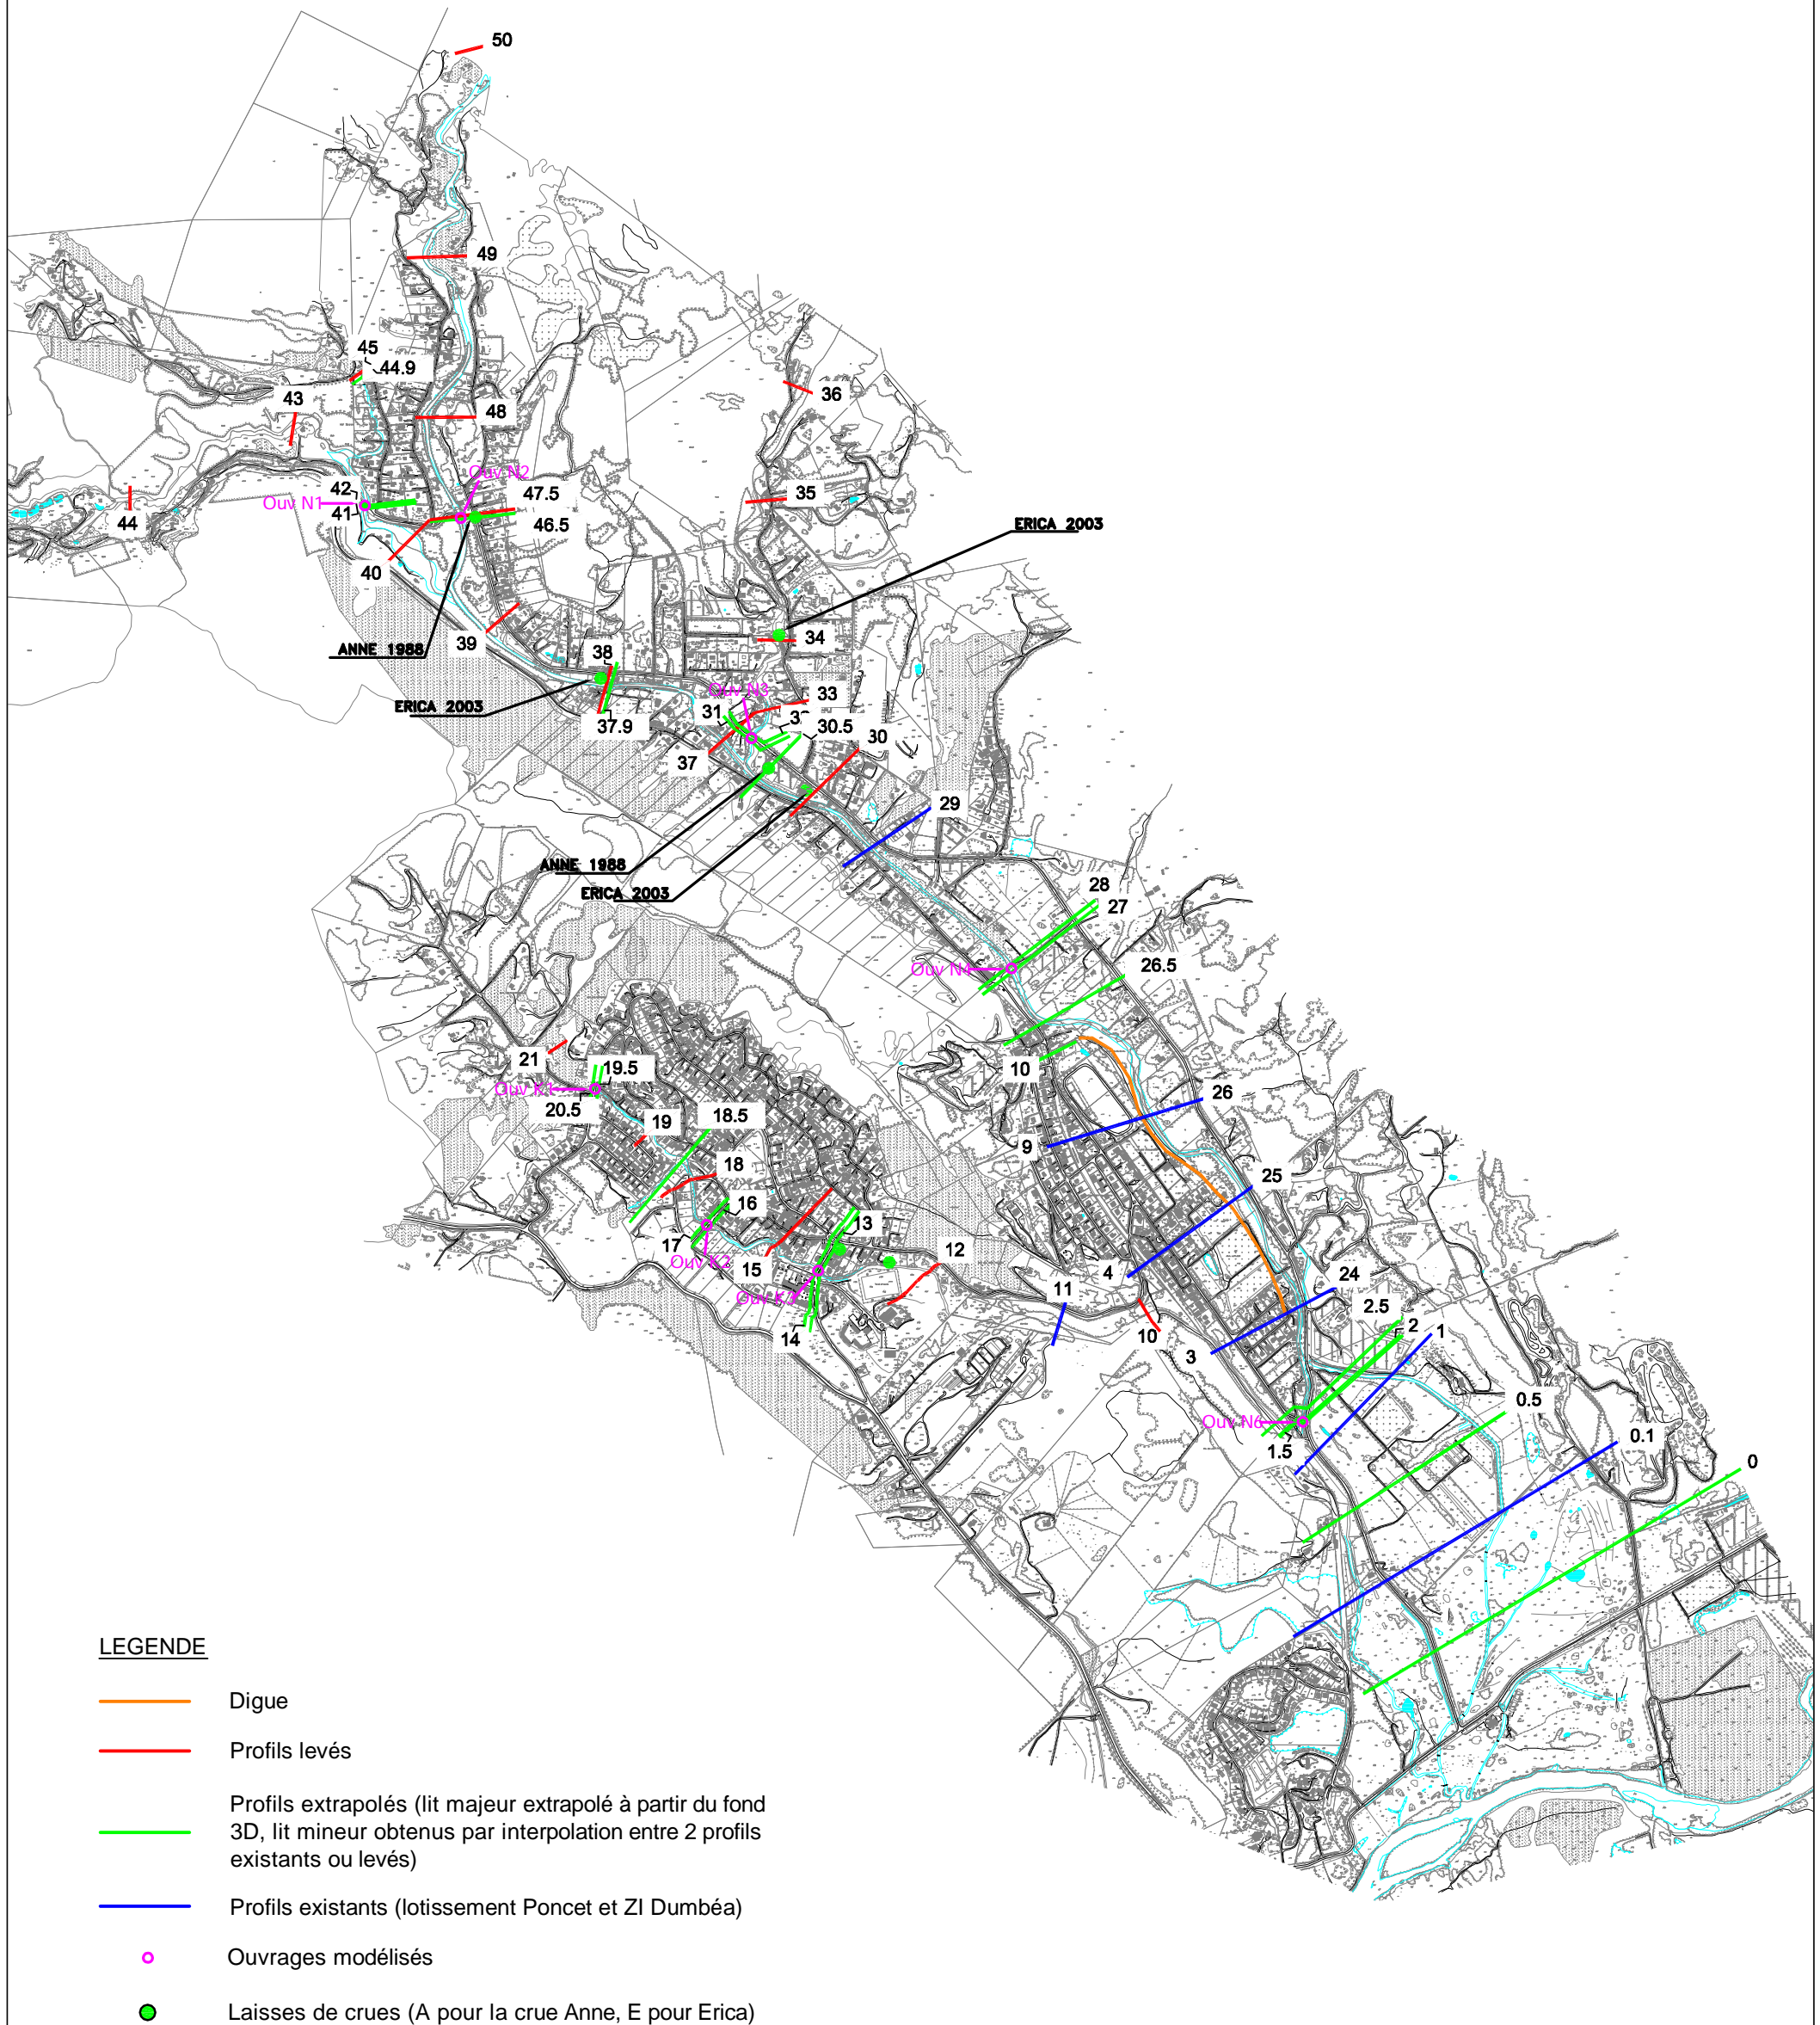 50
49
45
44.9
43
36
48
Ouv N2
42
47.5
35
Ouv N1
41
46.5
44
ERICA 2003
40
34
39
38
ANNE 1988
Ouv N3
33
31
ERICA 2003
37.9
30.5
30
37
29
ANNE 1988
28
ERICA 2003
27
26.5
Ouv N4
21
19.5
10
Ouv K1
26
20.5
18.5
19
9
18
25
16
13
17
12
Ouv K2
15
4
24
11
Ouv K3
2.5
14
10
2
1
3
0.5
Ouv N6
0.1
1.5
0
LEGENDE
Digue
Profils levés
Profils extrapolés (lit majeur extrapolé à partir du fond
3D, lit mineur obtenus par interpolation entre 2 profils
existants ou levés)
Profils existants (lotissement Poncet et ZI Dumbéa)
Ouvrages modélisés
Laisses de crues (A pour la crue Anne, E pour Erica)